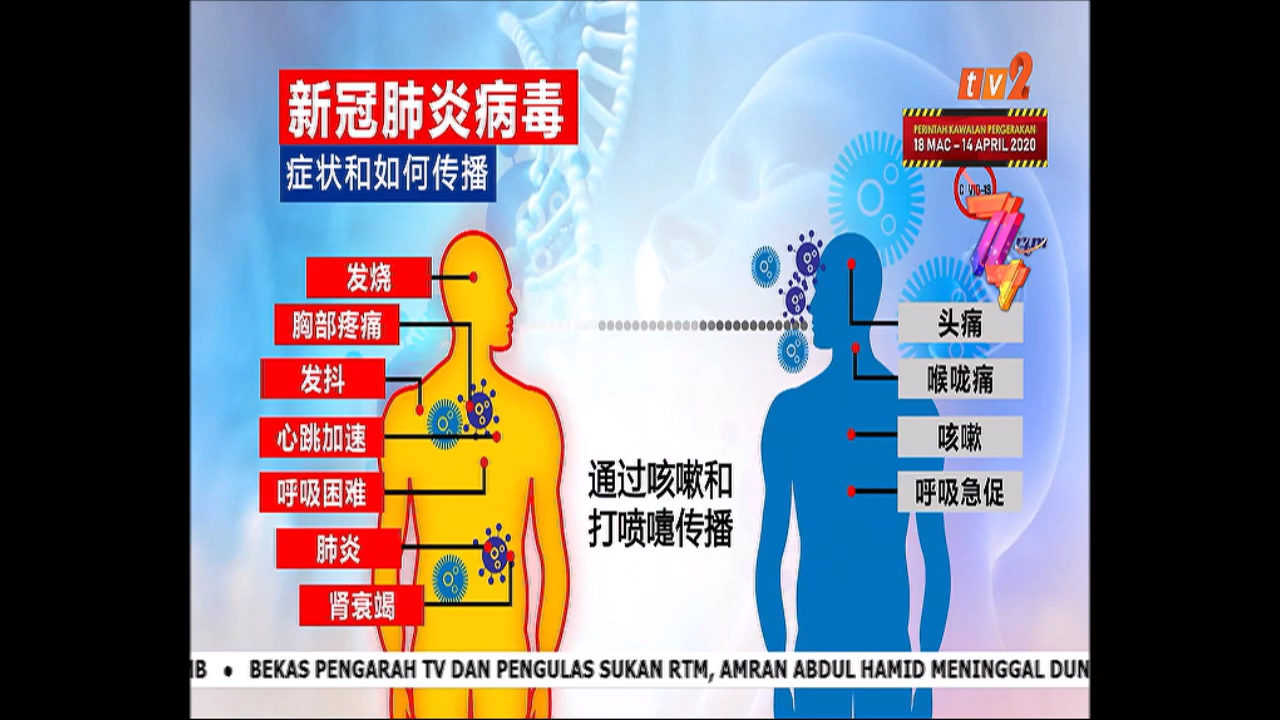 新冠肺炎病毒
症状和如何传播
tv2
PERINTAH KAWALAN PERGERAKAN
18 MAC – 14 APRIL 2020
发烧
胸部疼痛
发抖
心跳加速
呼吸困难
肺炎
肾衰竭
通过咳嗽和
打喷嚏传播
头痛
喉咙痛
咳嗽
呼吸急促
MB • BEKAS PENGARAH TV DAN PENGULAS SUKAN RTM, AMRAN ABDUL HAMID MENINGGAL DUN